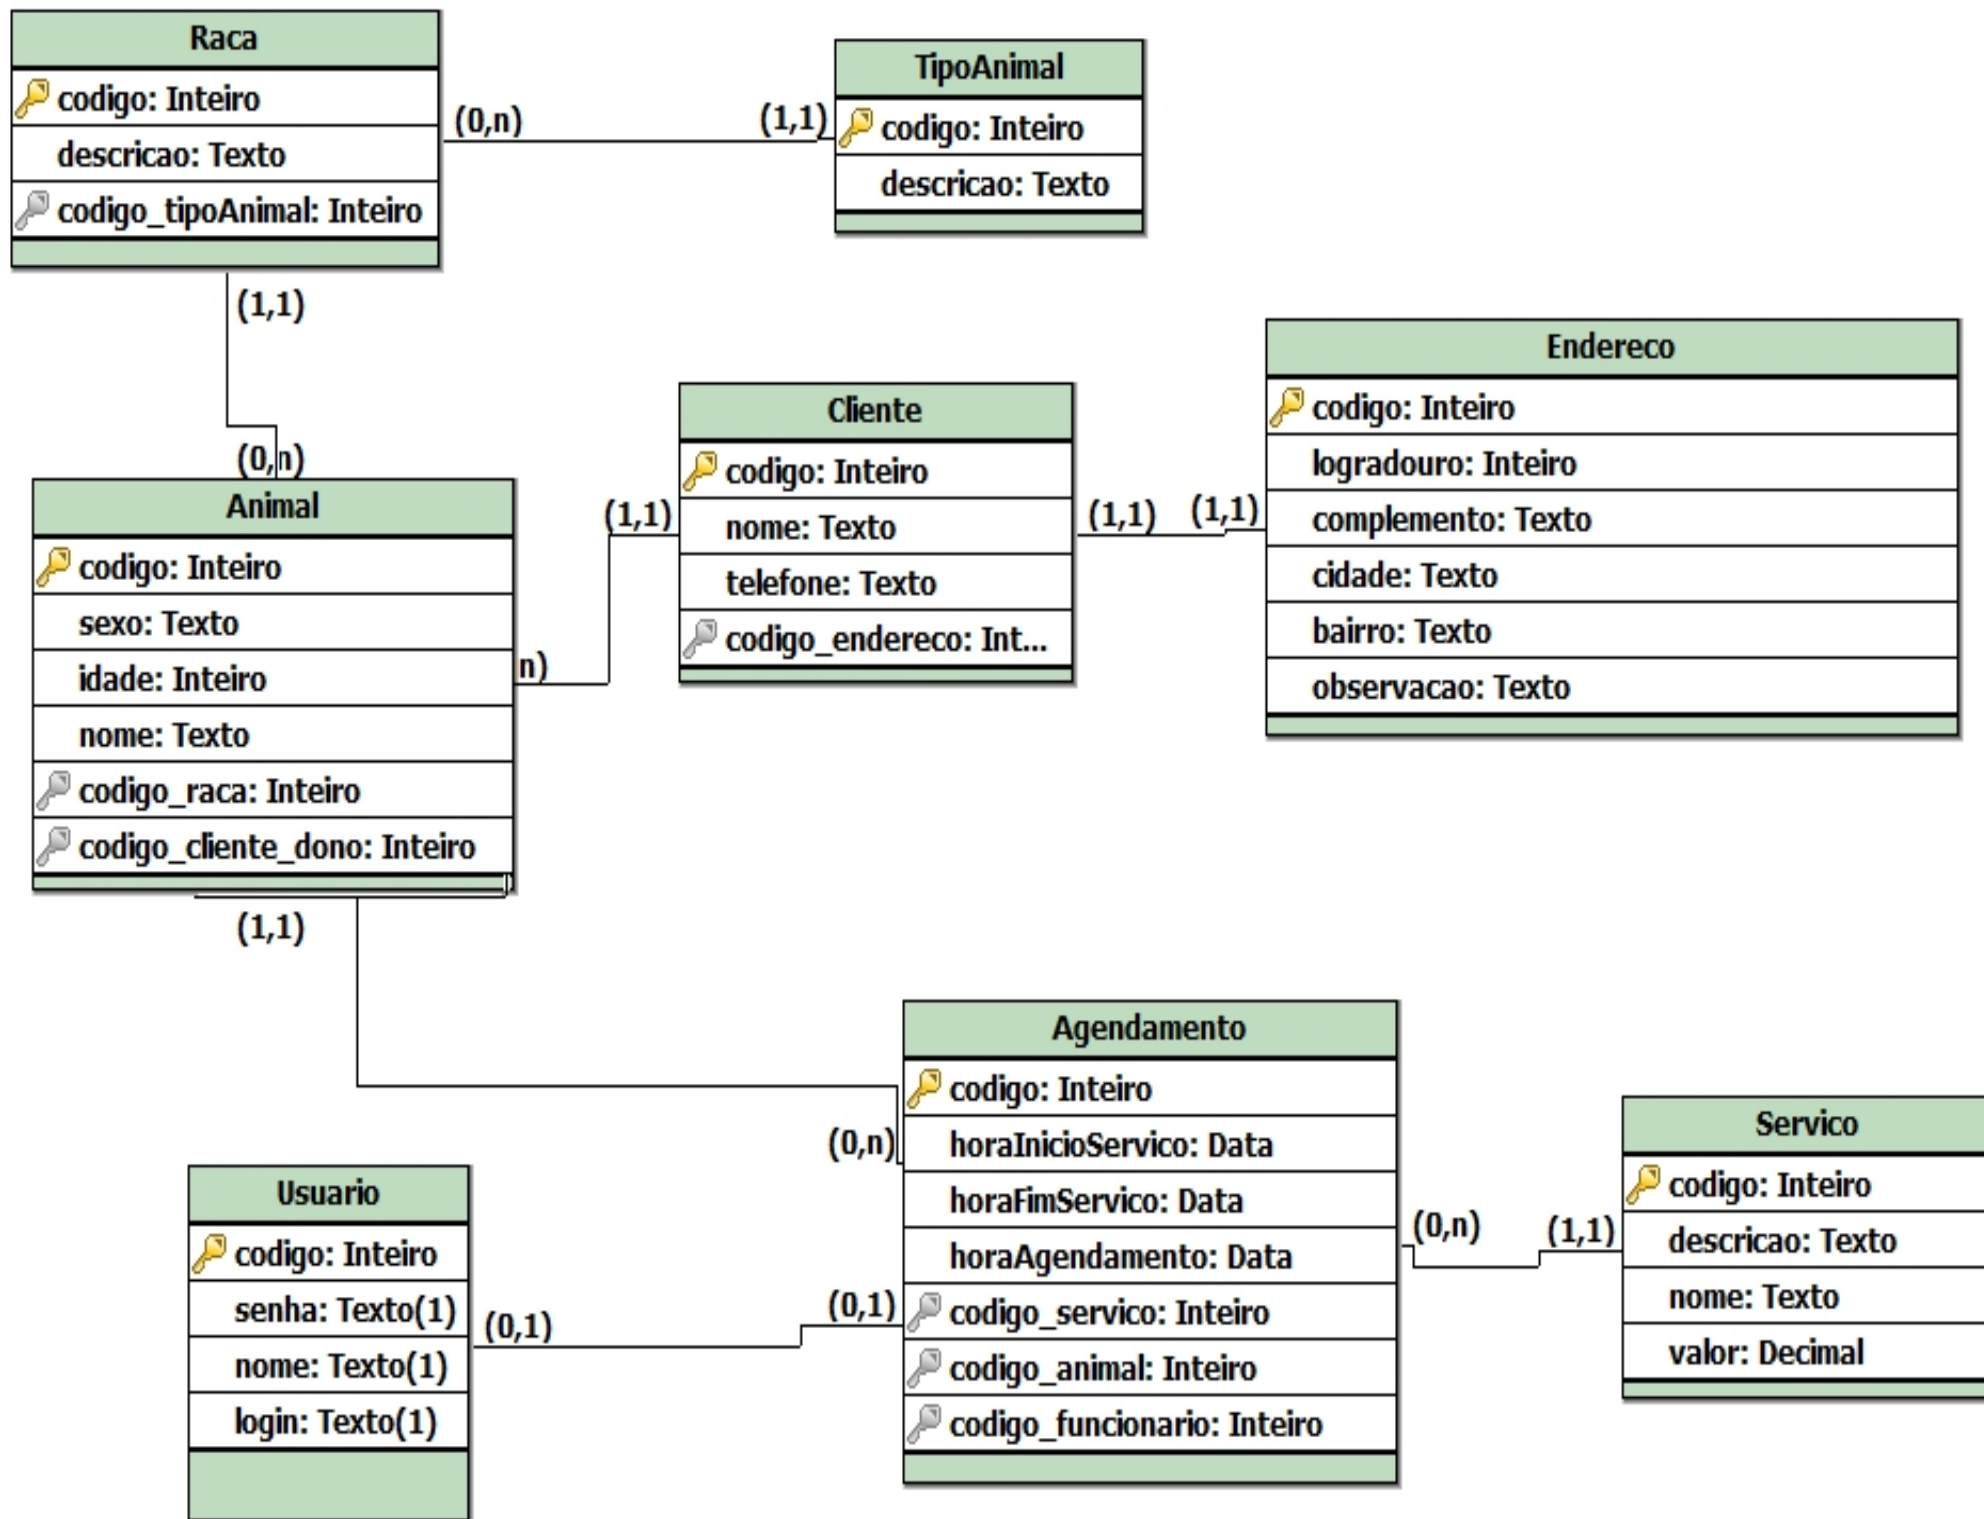 Raca
codigo: Inteiro
descricao: Texto
codigo_tipoAnimal: Inteiro
(0,n)
(1,1)
TipoAnimal
codigo: Inteiro
descricao: Texto
(1,1)
(0,n)
Animal
codigo: Inteiro
sexo: Texto
idade: Inteiro
nome: Texto
codigo_raca: Inteiro
codigo_cliente_dono: Inteiro
n)
(1,1)
Cliente
codigo: Inteiro
nome: Texto
telefone: Texto
codigo_endereco: Int...
(1,1)
(1,1)
Endereco
codigo: Inteiro
logradouro: Inteiro
complemento: Texto
cidade: Texto
bairro: Texto
observacao: Texto
(1,1)
(0,n)
Agendamento
codigo: Inteiro
horaInicioServico: Data
horaFimServico: Data
horaAgendamento: Data
codigo_servico: Inteiro
codigo_animal: Inteiro
codigo_funcionario: Inteiro
Usuario
codigo: Inteiro
senha: Texto(1)
nome: Texto(1)
login: Texto(1)
(0,1)
(0,1)
(0,n)
(1,1)
Servico
codigo: Inteiro
descricao: Texto
nome: Texto
valor: Decimal